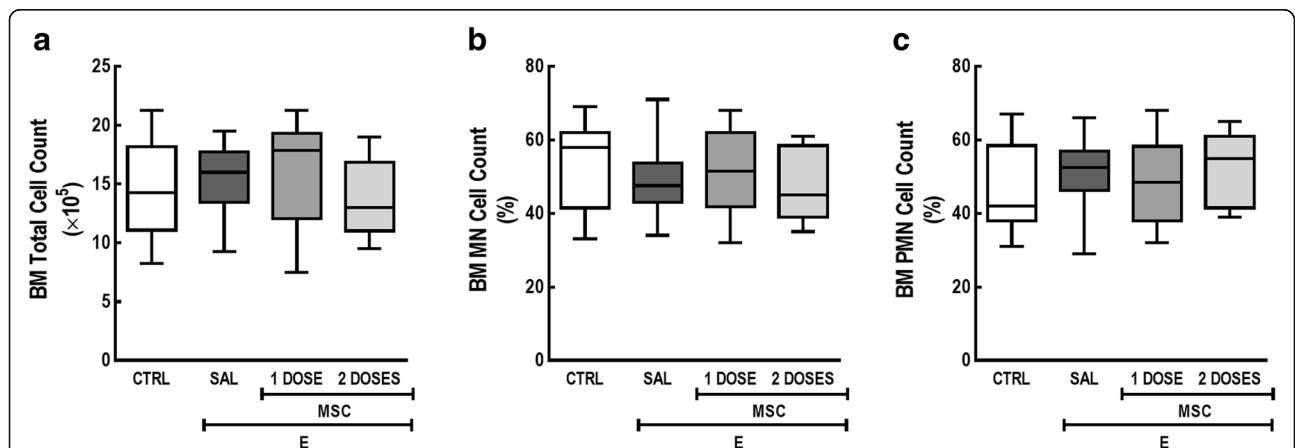 a
BM Total Cell Count
(×10⁵)
25
20
15
10
5
0
CTRL SAL 1 DOSE 2 DOSES
MSC
E
b
BM MN Cell Count
(%)
80
60
40
20
0
CTRL SAL 1 DOSE 2 DOSES
MSC
E
c
BM PMN Cell Count
(%)
80
60
40
20
0
CTRL SAL 1 DOSE 2 DOSES
MSC
E